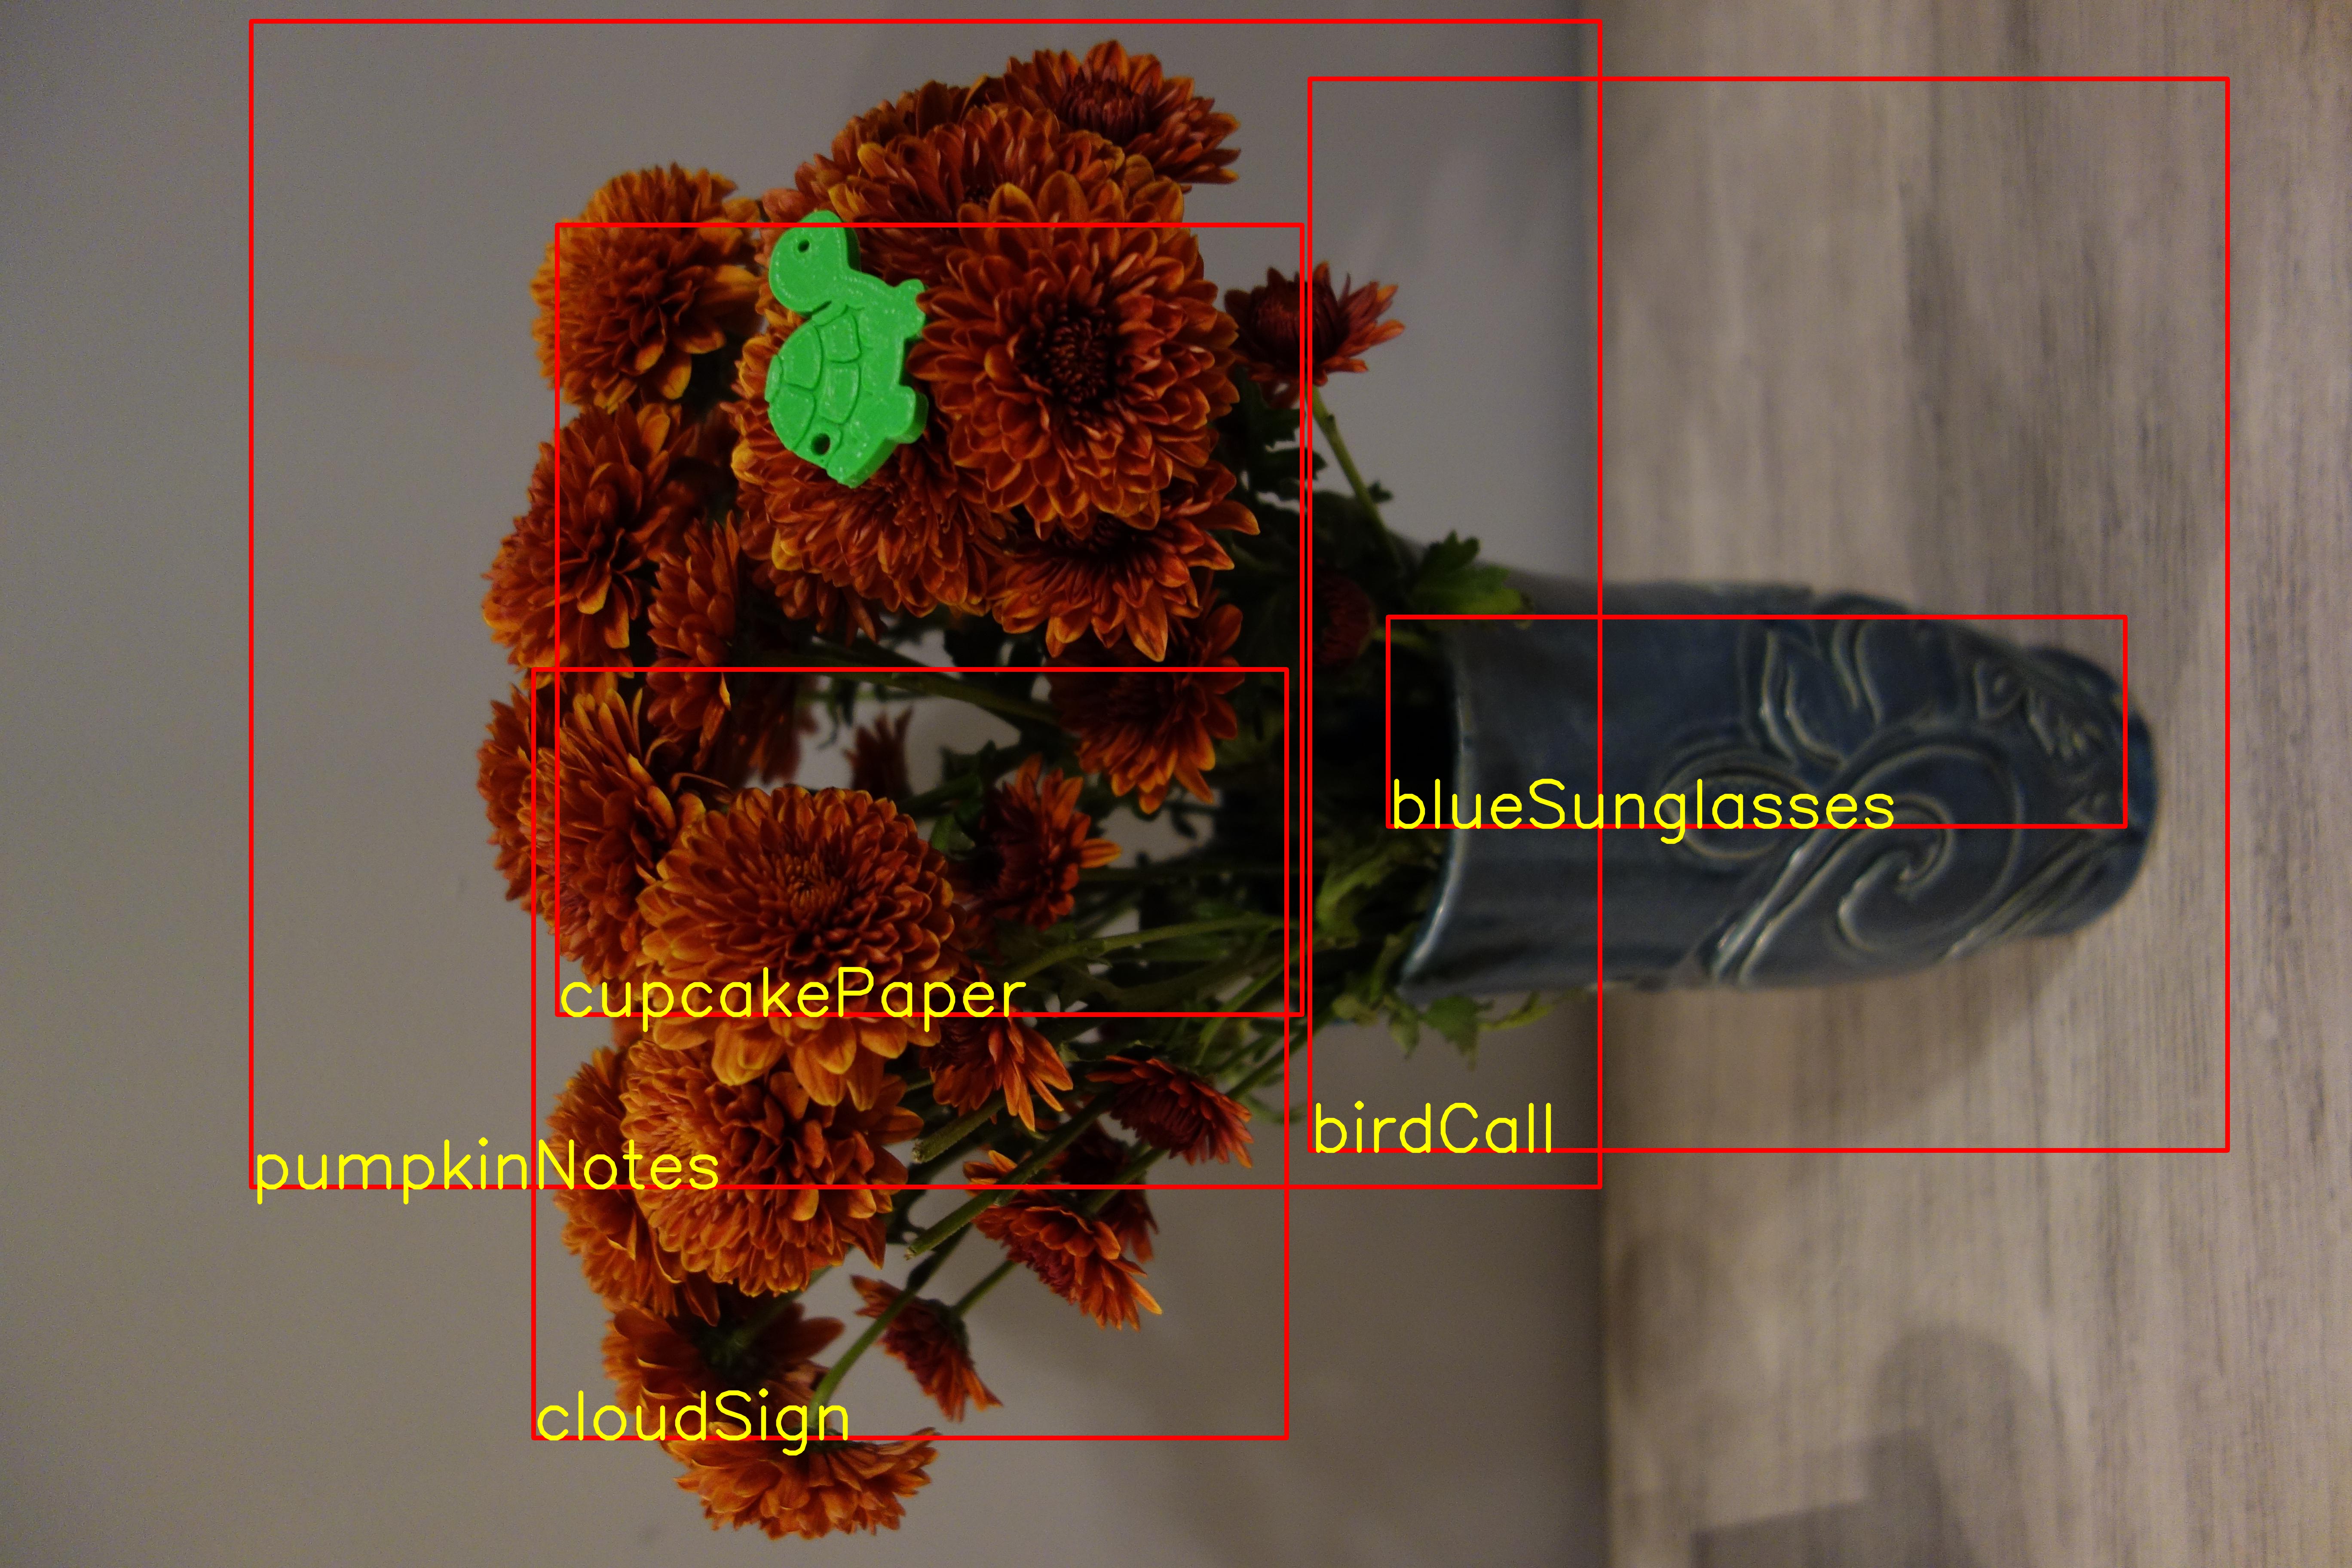 blueSunglasses
cupcakePaper
birdCall
pumpkinNotes
cloudSign